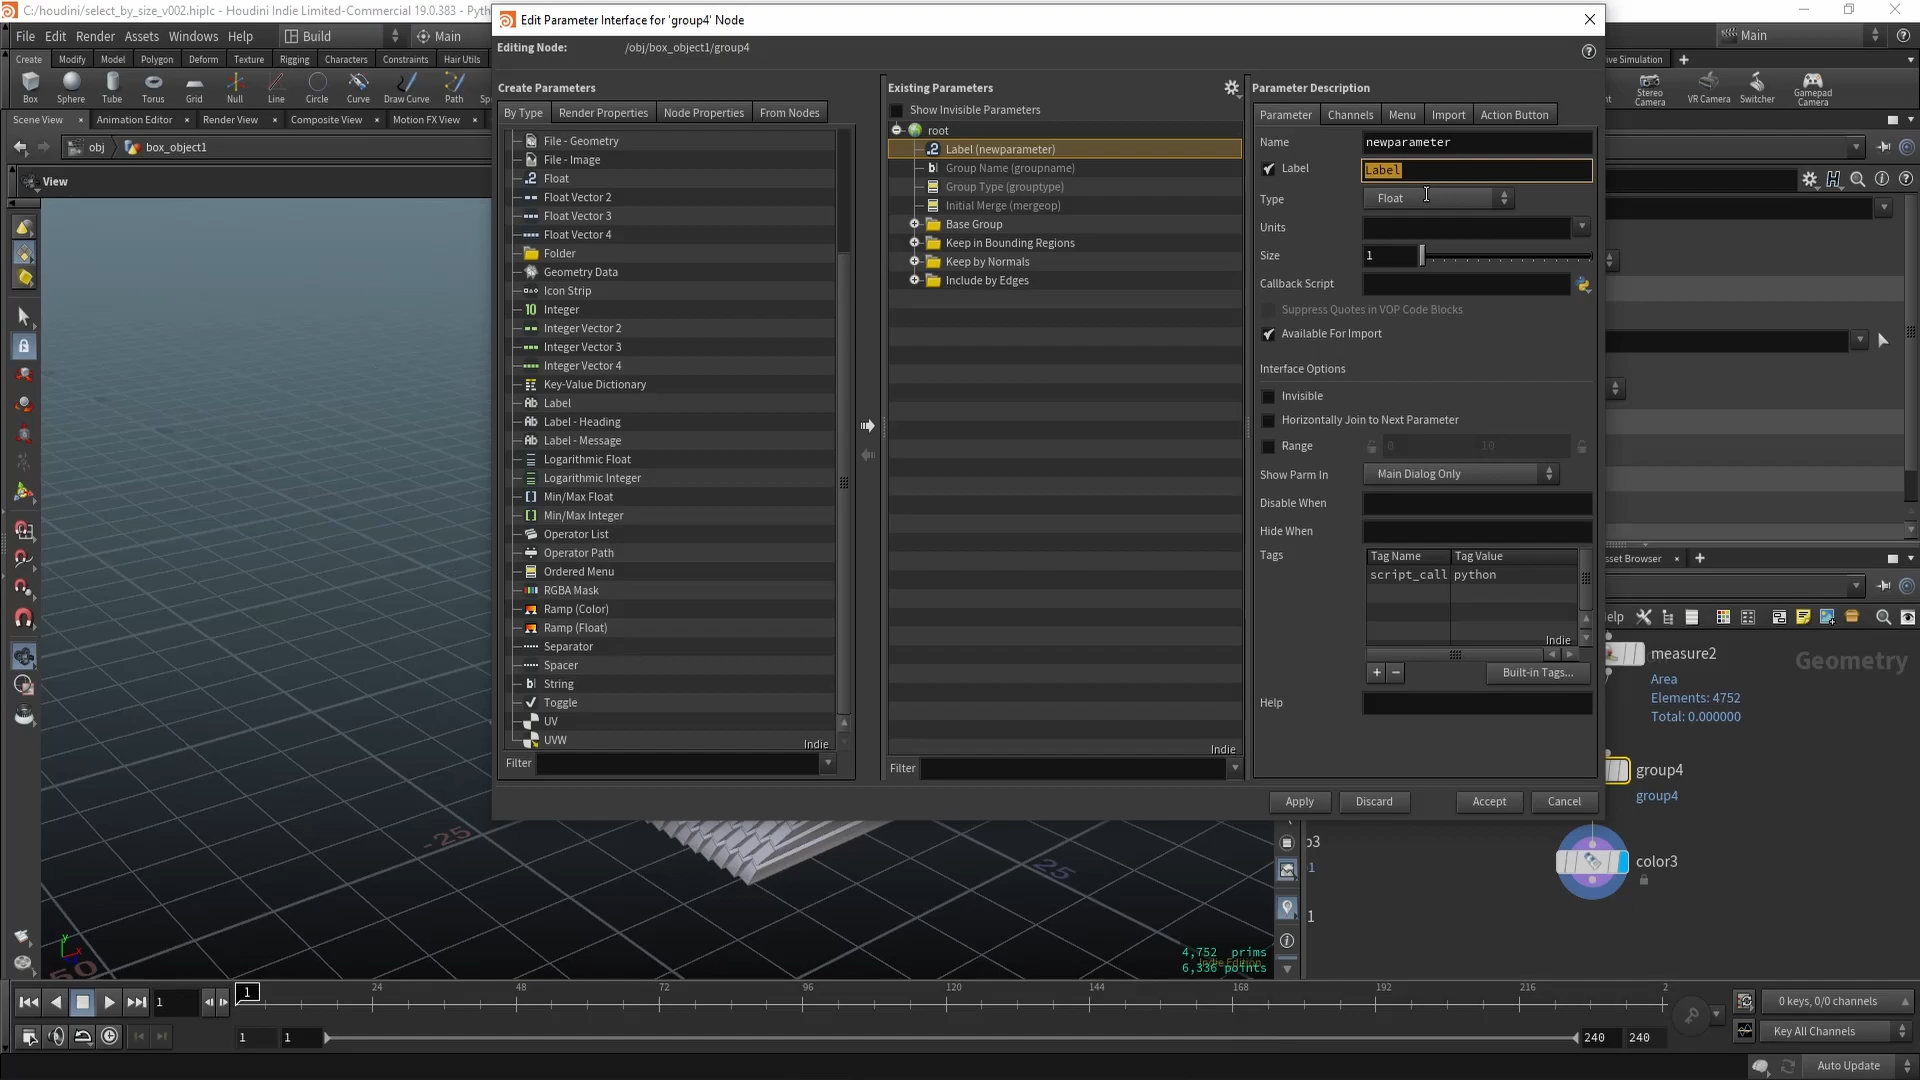 C:/houdini/select_by_size_v002.hiplc - Houdini Indie Limited-Commercial 19.0.383 - Pyth
Edit Parameter Interface for 'group4' Node
File Edit Render Assets Windows Help Build Main Main
Editing Node: /obj/box_object1/group4
Create Modify Model Polygon Deform Texture Rigging Characters Constraints Hair Utils
Box Sphere Tube Torus Grid Null Line Circle Curve Draw Curve Path
Stereo Camera VR Camera Switcher Gamepad Camera
Scene View Animation Editor Render View Composite View Motion FX View
obj box_object1
View
Create Parameters
By Type Render Properties Node Properties From Nodes
File - Geometry
File - Image
Float
Float Vector 2
Float Vector 3
Float Vector 4
Folder
Geometry Data
Icon Strip
Integer
Integer Vector 2
Integer Vector 3
Integer Vector 4
Key-Value Dictionary
Label
Label - Heading
Label - Message
Logarithmic Float
Logarithmic Integer
Min/Max Float
Min/Max Integer
Operator List
Operator Path
Ordered Menu
RGBA Mask
Ramp (Color)
Ramp (Float)
Separator
Spacer
String
Toggle
UV
UVW
Indie
Filter
Existing Parameters
Show Invisible Parameters
root
Label (newparameter)
Group Name (groupname)
Group Type (grouptype)
Initial Merge (mergeop)
Base Group
Keep in Bounding Regions
Keep by Normals
Include by Edges
Indie
Filter
Parameter Description
Parameter Channels Menu Import Action Button
Name newparameter
Label Label
Type Float
Units
Size 1
Callback Script
Suppress Quotes in VOP Code Blocks
Available For Import
Interface Options
Invisible
Horizontally Join to Next Parameter
Range 0 10
Show Parm In Main Dialog Only
Disable When
Hide When
Tags Tag Name Tag Value
script_call python
Indie
Built-in Tags...
Help
Apply Discard Accept Cancel
ive Simulation
sset Browser
elp
measure2
Area
Elements: 4752
Total: 0.000000
Geometry
group4
group4
color3
-25
25
50
4,752 prims
6,336 points
1 1 24 48 72 96 120 144 168 192 216 2
0 keys, 0/0 channels
1 1 240 240
Key All Channels
Auto Update